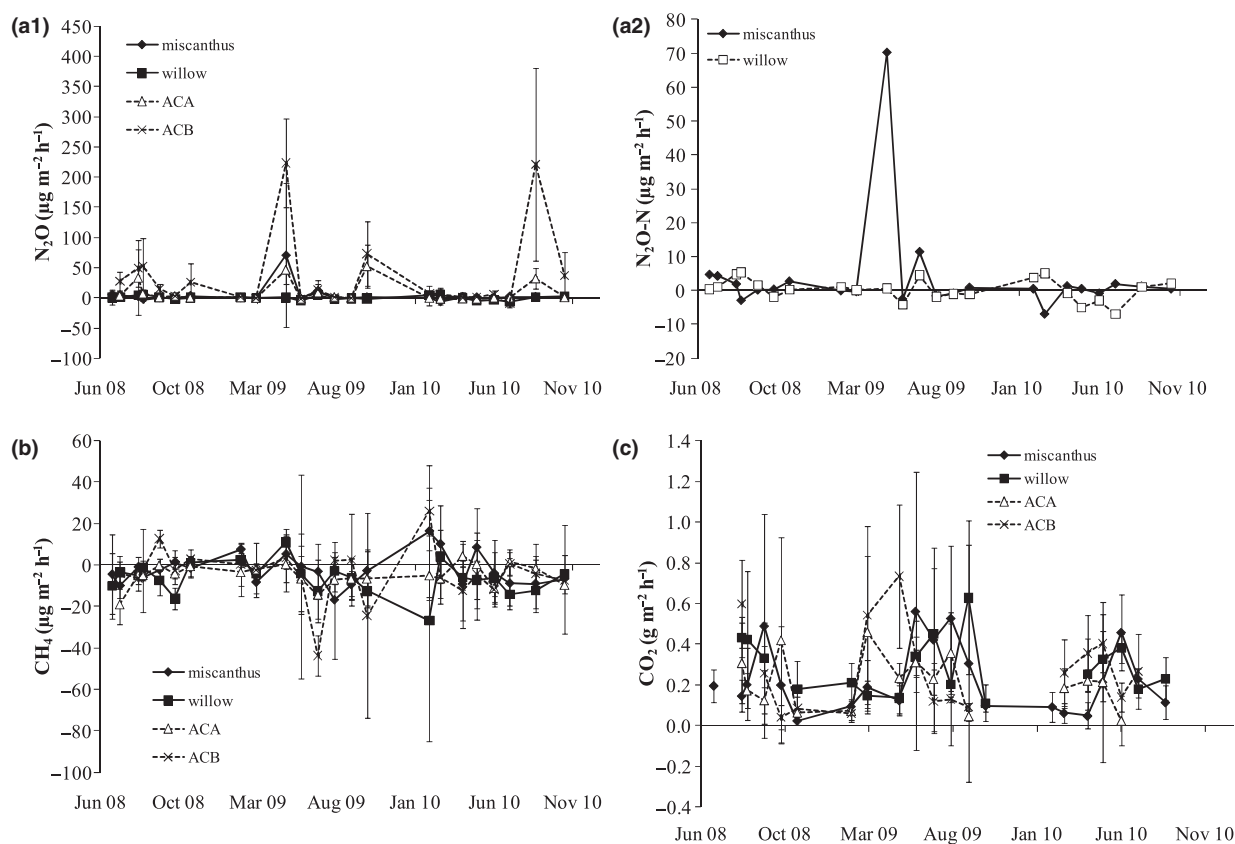 (a1)
N₂O (µg m⁻² h⁻¹)
450
400
350
300
250
200
150
100
50
0
−50
−100
miscanthus
willow
ACA
ACB
Jun 08 Oct 08 Mar 09 Aug 09 Jan 10 Jun 10 Nov 10
(a2)
N₂O-N (µg m⁻² h⁻¹)
80
70
60
50
40
30
20
10
0
−10
−20
miscanthus
willow
Jun 08 Oct 08 Mar 09 Aug 09 Jan 10 Jun 10 Nov 10
(b)
CH₄ (µg m⁻² h⁻¹)
60
40
20
0
−20
−40
−60
−80
−100
miscanthus
willow
ACA
ACB
Jun 08 Oct 08 Mar 09 Aug 09 Jan 10 Jun 10 Nov 10
(c)
CO₂ (g m⁻² h⁻¹)
1.4
1.2
1.0
0.8
0.6
0.4
0.2
0.0
−0.2
−0.4
miscanthus
willow
ACA
ACB
Jun 08 Oct 08 Mar 09 Aug 09 Jan 10 Jun 10 Nov 10